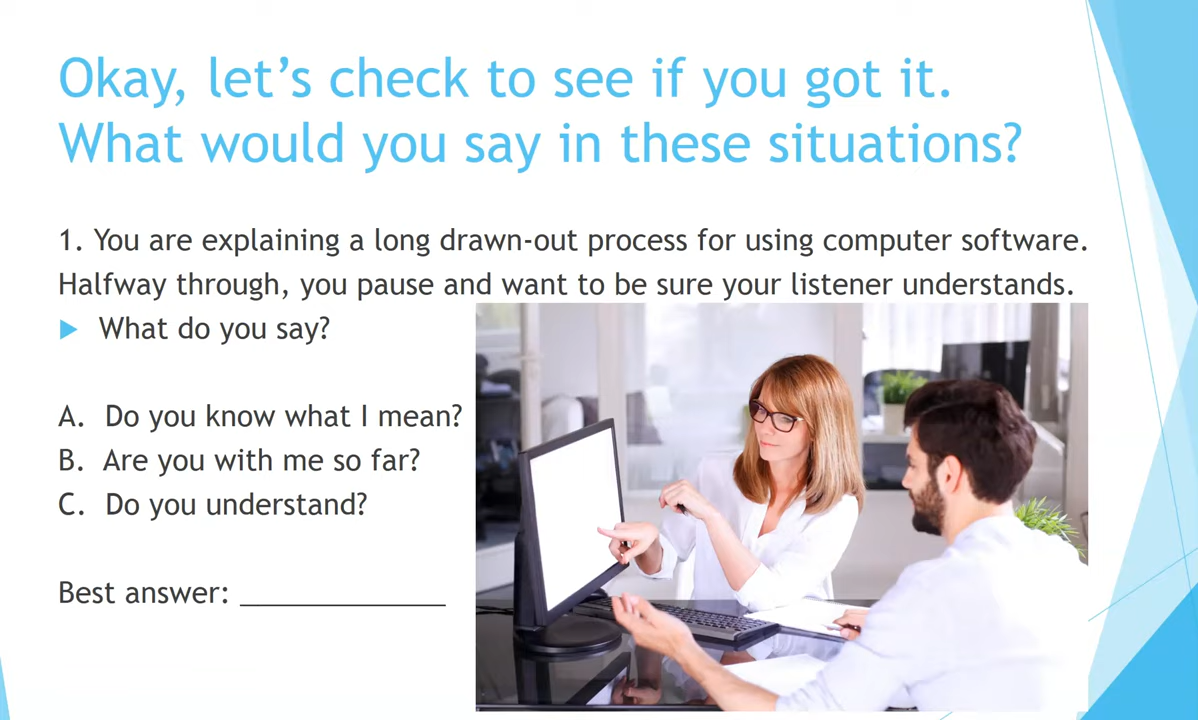 Okay, let's check to see if you got it.
What would you say in these situations?
1. You are explaining a long drawn-out process for using computer software.
Halfway through, you pause and want to be sure your listener understands.
What do you say?
A. Do you know what I mean?
B. Are you with me so far?
C. Do you understand?
Best answer: _____________